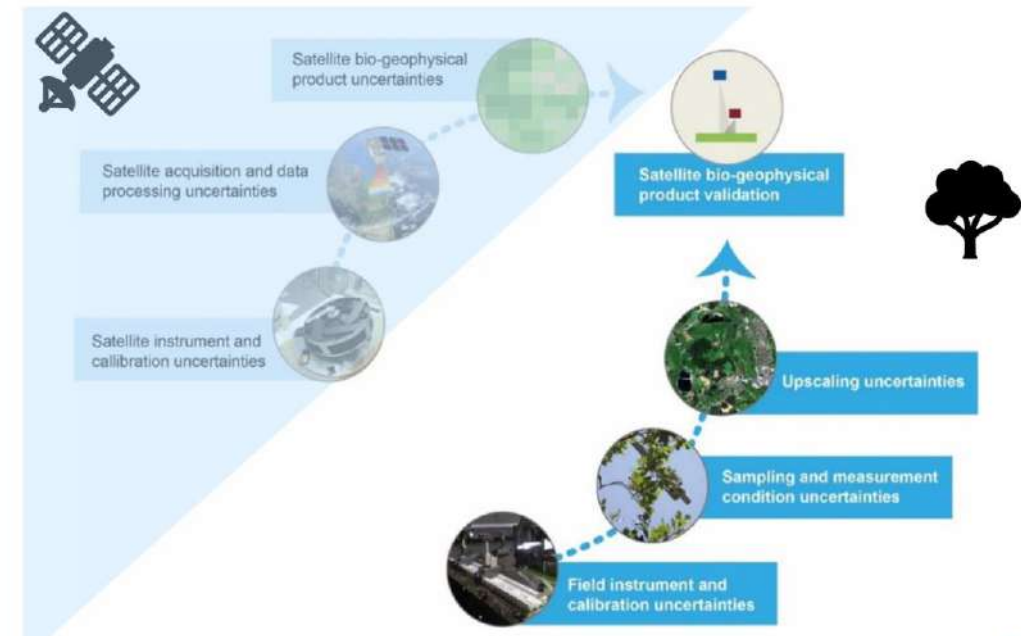 Satellite bio-geophysical
product uncertainties
Satellite acquisition and data
processing uncertainties
Satellite instrument and
callibration uncertainties
Satellite bio-geophysical
product validation
Upscaling uncertainties
Sampling and measurement
condition uncertainties
Field instrument and
calibration uncertainties